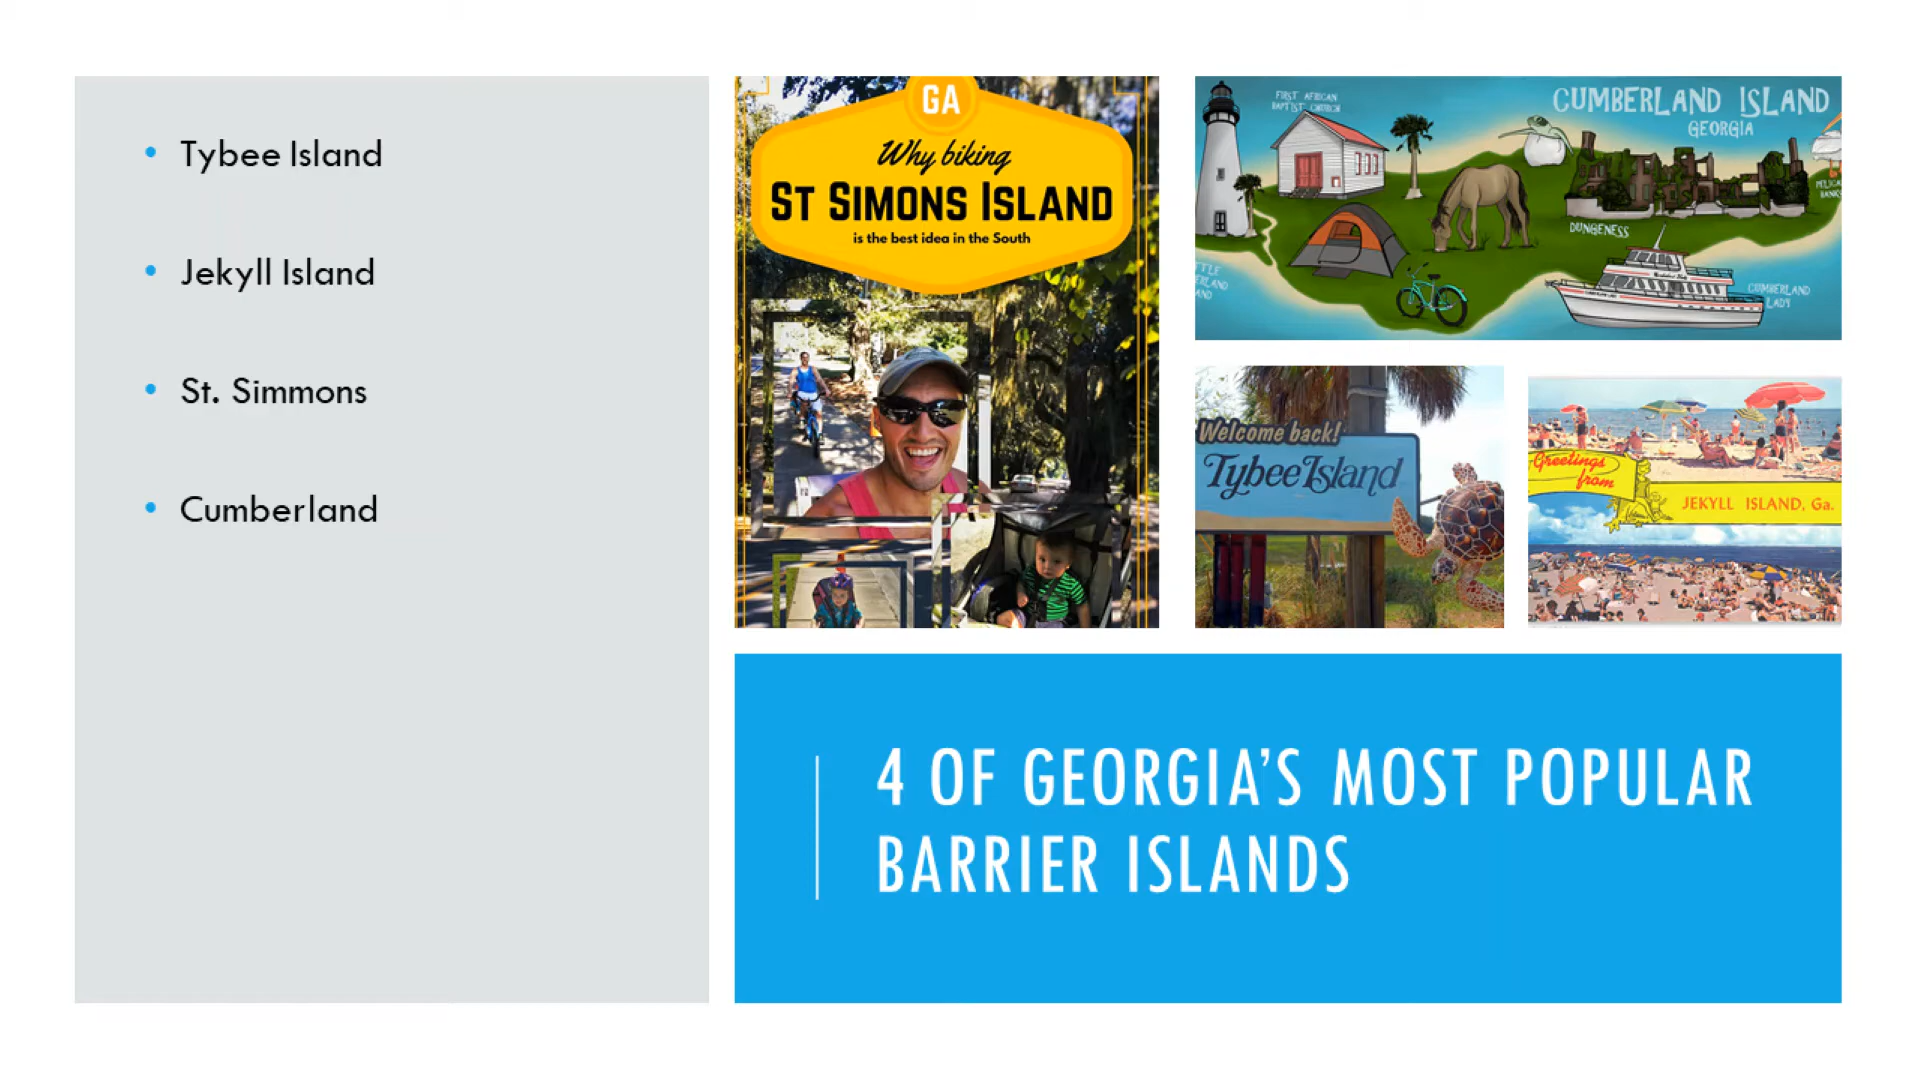 Tybee Island
Jekyll Island
St. Simmons
Cumberland
GA
Why biking
ST SIMONS ISLAND
is the best idea in the South
FIRST AFRICAN
BAPTIST CHURCH
CUMBERLAND ISLAND
GEORGIA
DUNGENESS
CUMBERLAND
LADY
Welcome back!
Tybee Island
Greetings
from
JEKYLL ISLAND, Ga.
4 OF GEORGIA'S MOST POPULAR
BARRIER ISLANDS